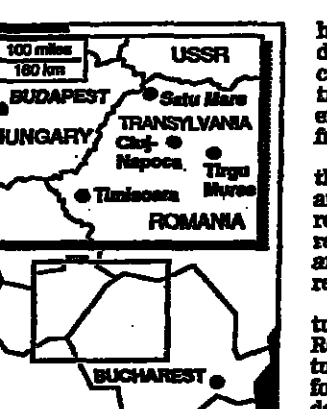 100 miles
160 km
USSR
BUDAPEST
Satu Mare
HUNGARY
TRANSYLVANIA
Cluj-
Napoca
Tirgu
Mures
Timisoara
ROMANIA
BUCHAREST